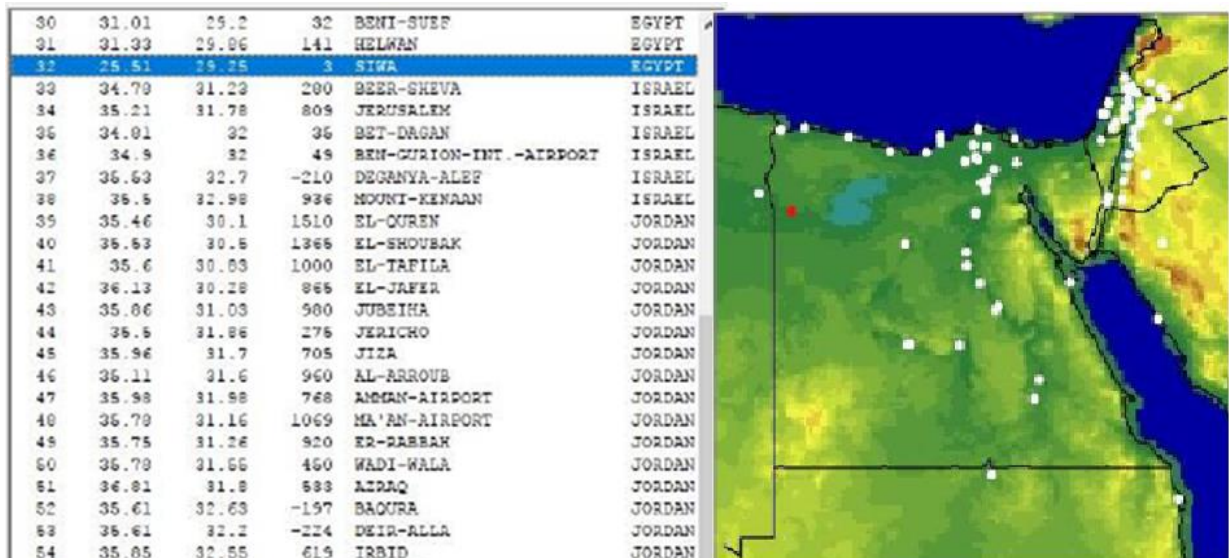 30 31.01 29.2 32 BENI-SUEF EGYPT
31 31.33 29.86 141 HELWAN EGYPT
32 25.51 29.25 3 SIWA EGYPT
33 34.78 31.23 280 BEER-SHEVA ISRAEL
34 35.21 31.78 809 JERUSALEM ISRAEL
35 34.81 32 35 BET-DAGAN ISRAEL
36 34.9 32 49 BEN-GURION-INT.-AIRPORT ISRAEL
37 35.53 32.7 -210 DEGANYA-ALEF ISRAEL
38 35.5 32.98 936 MOUNT-KENAAN ISRAEL
39 35.46 30.1 1510 EL-QUREN JORDAN
40 35.53 30.5 1365 EL-SHOUBAK JORDAN
41 35.6 30.83 1000 EL-TAFILA JORDAN
42 36.13 30.28 865 EL-JAFER JORDAN
43 35.86 31.03 980 JUBEIHA JORDAN
44 35.5 31.86 275 JERICHO JORDAN
45 35.96 31.7 705 JIZA JORDAN
46 35.11 31.6 960 AL-ARROUB JORDAN
47 35.98 31.98 768 AMMAN-AIRPORT JORDAN
48 35.78 31.16 1069 MA'AN-AIRPORT JORDAN
49 35.75 31.26 920 ER-RABBAH JORDAN
50 35.78 31.55 450 WADI-WALA JORDAN
51 36.81 31.8 533 AZRAQ JORDAN
52 35.61 32.63 -197 BAQURA JORDAN
53 35.61 32.2 -224 DEIR-ALLA JORDAN
54 35.85 32.55 619 IRBID JORDAN